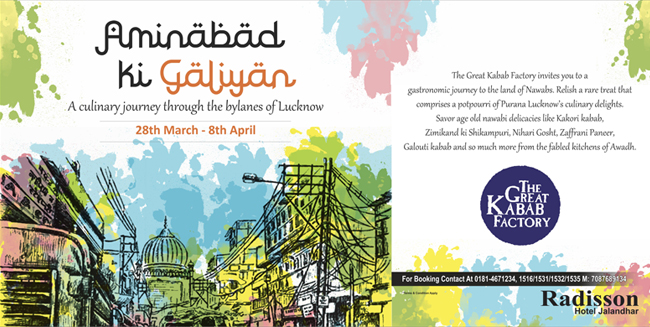 Aminābād
ki Gāliyān
A culinary journey through the bylanes of Lucknow
28th March - 8th April
The Great Kabab Factory invites you to a
gastronomic journey to the land of Nawabs. Relish a rare treat that
comprises a potpourri of Purana Lucknow's culinary delights.
Savor age old nawabi delicacies like Kakori kabab,
Zimikand ki Shikampuri, Nihari Gosht, Zaffrani Paneer,
Galouti kabab and so much more from the fabled kitchens of Awadh.
THE
GREAT
KABAB
FACTORY
For Booking Contact At 0181-4671234, 1516/1531/1532/1535 M: 7087689134
Terms & Condition Apply
Radisson
Hotel Jalandhar